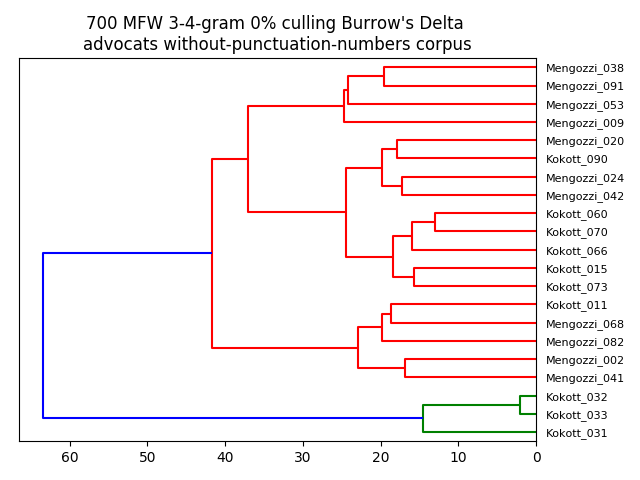 700 MFW 3-4-gram 0% culling Burrow's Delta
advocats without-punctuation-numbers corpus
Mengozzi_038
Mengozzi_091
Mengozzi_053
Mengozzi_009
Mengozzi_020
Kokott_090
Mengozzi_024
Mengozzi_042
Kokott_060
Kokott_070
Kokott_066
Kokott_015
Kokott_073
Kokott_011
Mengozzi_068
Mengozzi_082
Mengozzi_002
Mengozzi_041
Kokott_032
Kokott_033
Kokott_031
60 50 40 30 20 10 0